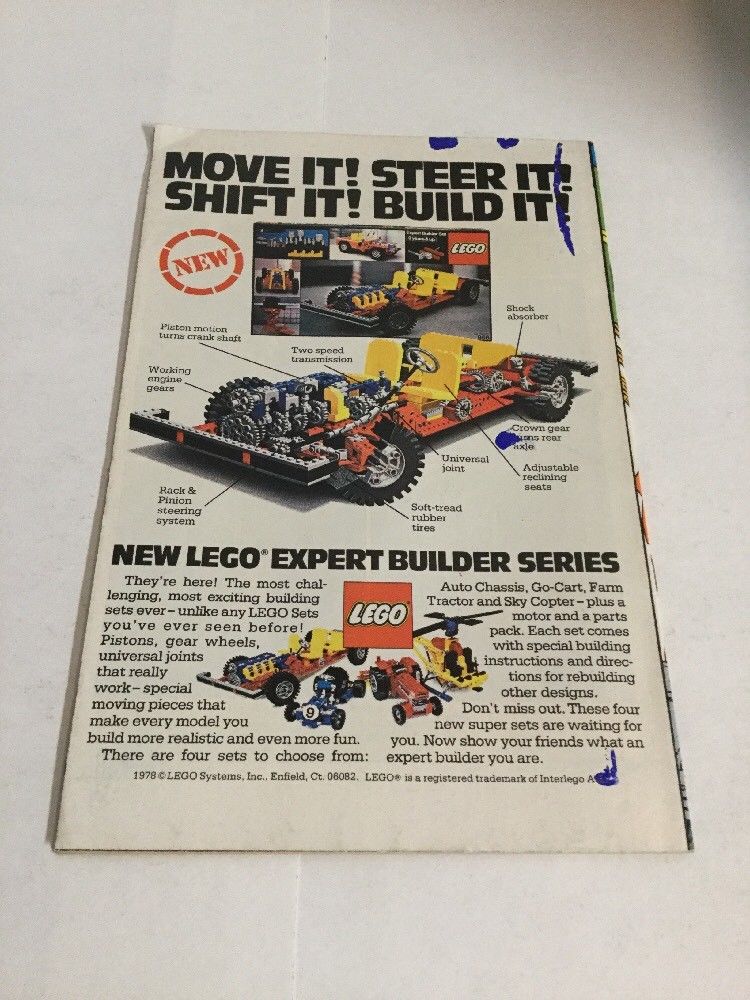 MOVE IT! STEER IT!
SHIFT IT! BUILD IT!
NEW
Expert Builder Set
LEGO
Shock
absorber
Piston motion
turns crank shaft
Two speed
transmission
Working
engine
gears
Crown gear
turns rear
axle
Universal
joint
Adjustable
reclining
seats
Rack &
Pinion
steering
system
Soft-tread
rubber
tires
NEW LEGO® EXPERT BUILDER SERIES
They're here! The most chal-
lenging, most exciting building
sets ever – unlike any LEGO Sets
you've ever seen before!
Pistons, gear wheels,
universal joints
that really
work – special
moving pieces that
make every model you
build more realistic and even more fun.
There are four sets to choose from:
LEGO
9
Auto Chassis, Go-Cart, Farm
Tractor and Sky Copter – plus a
motor and a parts
pack. Each set comes
with special building
instructions and direc-
tions for rebuilding
other designs.
Don't miss out. These four
new super sets are waiting for
you. Now show your friends what an
expert builder you are.
1978 © LEGO Systems, Inc., Enfield, Ct. 06082. LEGO® is a registered trademark of Interlego